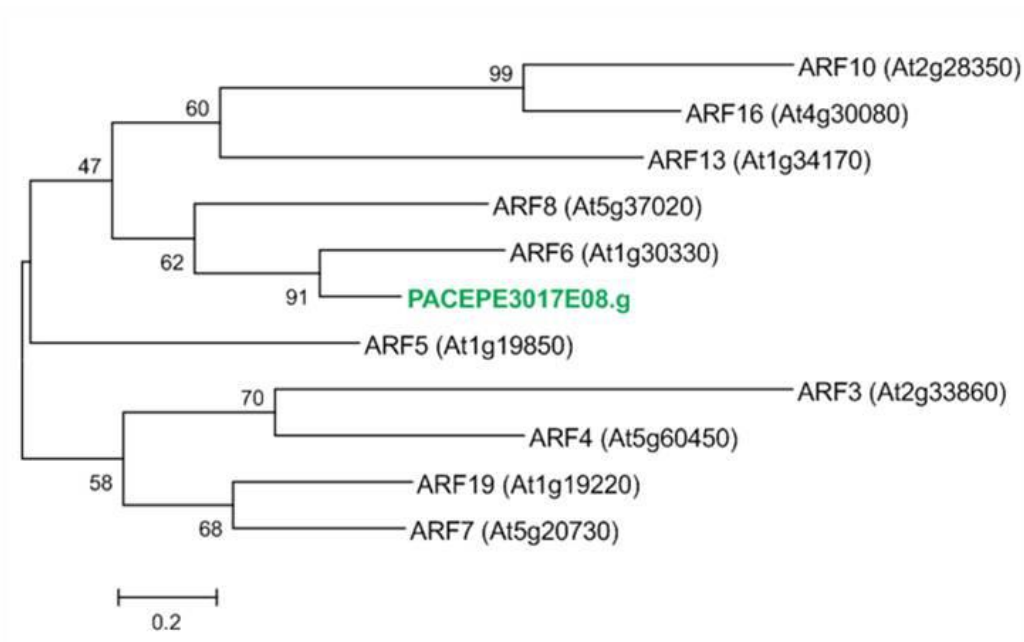 99
ARF10 (At2g28350)
60
ARF16 (At4g30080)
47
ARF13 (At1g34170)
ARF8 (At5g37020)
62
ARF6 (At1g30330)
91
PACEPE3017E08.g
ARF5 (At1g19850)
70
ARF3 (At2g33860)
ARF4 (At5g60450)
58
ARF19 (At1g19220)
68
ARF7 (At5g20730)
0.2